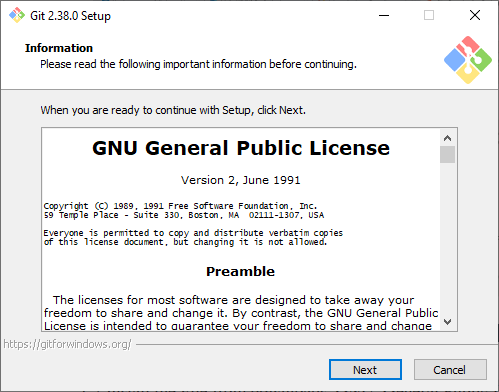 Git 2.38.0 Setup
Information
Please read the following important information before continuing.
When you are ready to continue with Setup, click Next.
GNU General Public License
Version 2, June 1991
Copyright (C) 1989, 1991 Free Software Foundation, Inc.
59 Temple Place - Suite 330, Boston, MA  02111-1307, USA
Everyone is permitted to copy and distribute verbatim copies
of this license document, but changing it is not allowed.
Preamble
The licenses for most software are designed to take away your
freedom to share and change it. By contrast, the GNU General Public
License is intended to guarantee your freedom to share and change
https://gitforwindows.org/
Next
Cancel